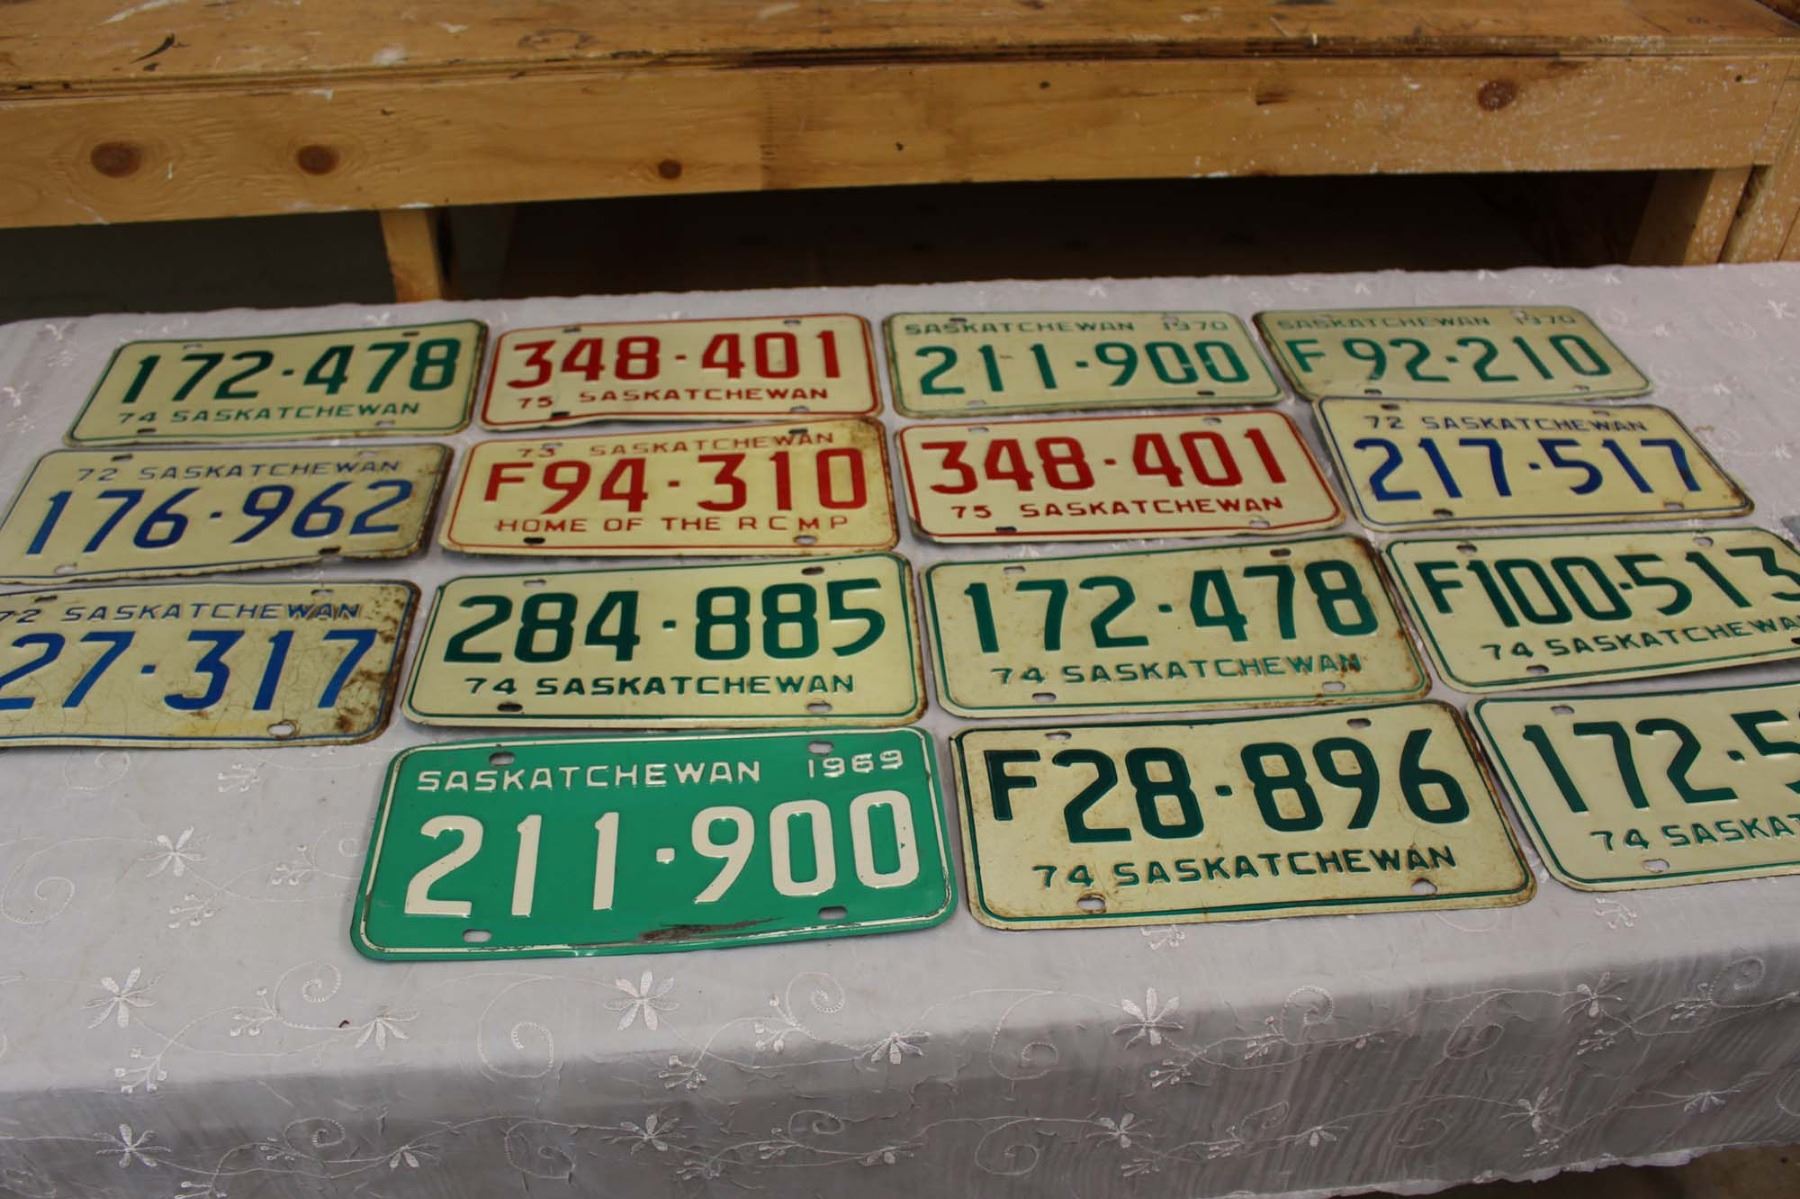 172·478
74 SASKATCHEWAN
348·401
75 SASKATCHEWAN
SASKATCHEWAN 1970
211·900
SASKATCHEWAN 1970
F92·210
72 SASKATCHEWAN
176·962
73 SASKATCHEWAN
F94·310
HOME OF THE RCMP
348·401
75 SASKATCHEWAN
72 SASKATCHEWAN
217·517
72 SASKATCHEWAN
27·317
284·885
74 SASKATCHEWAN
172·478
74 SASKATCHEWAN
F100·513
74 SASKATCHEWAN
SASKATCHEWAN 1969
211·900
F28·896
74 SASKATCHEWAN
172·5
74 SASKAT